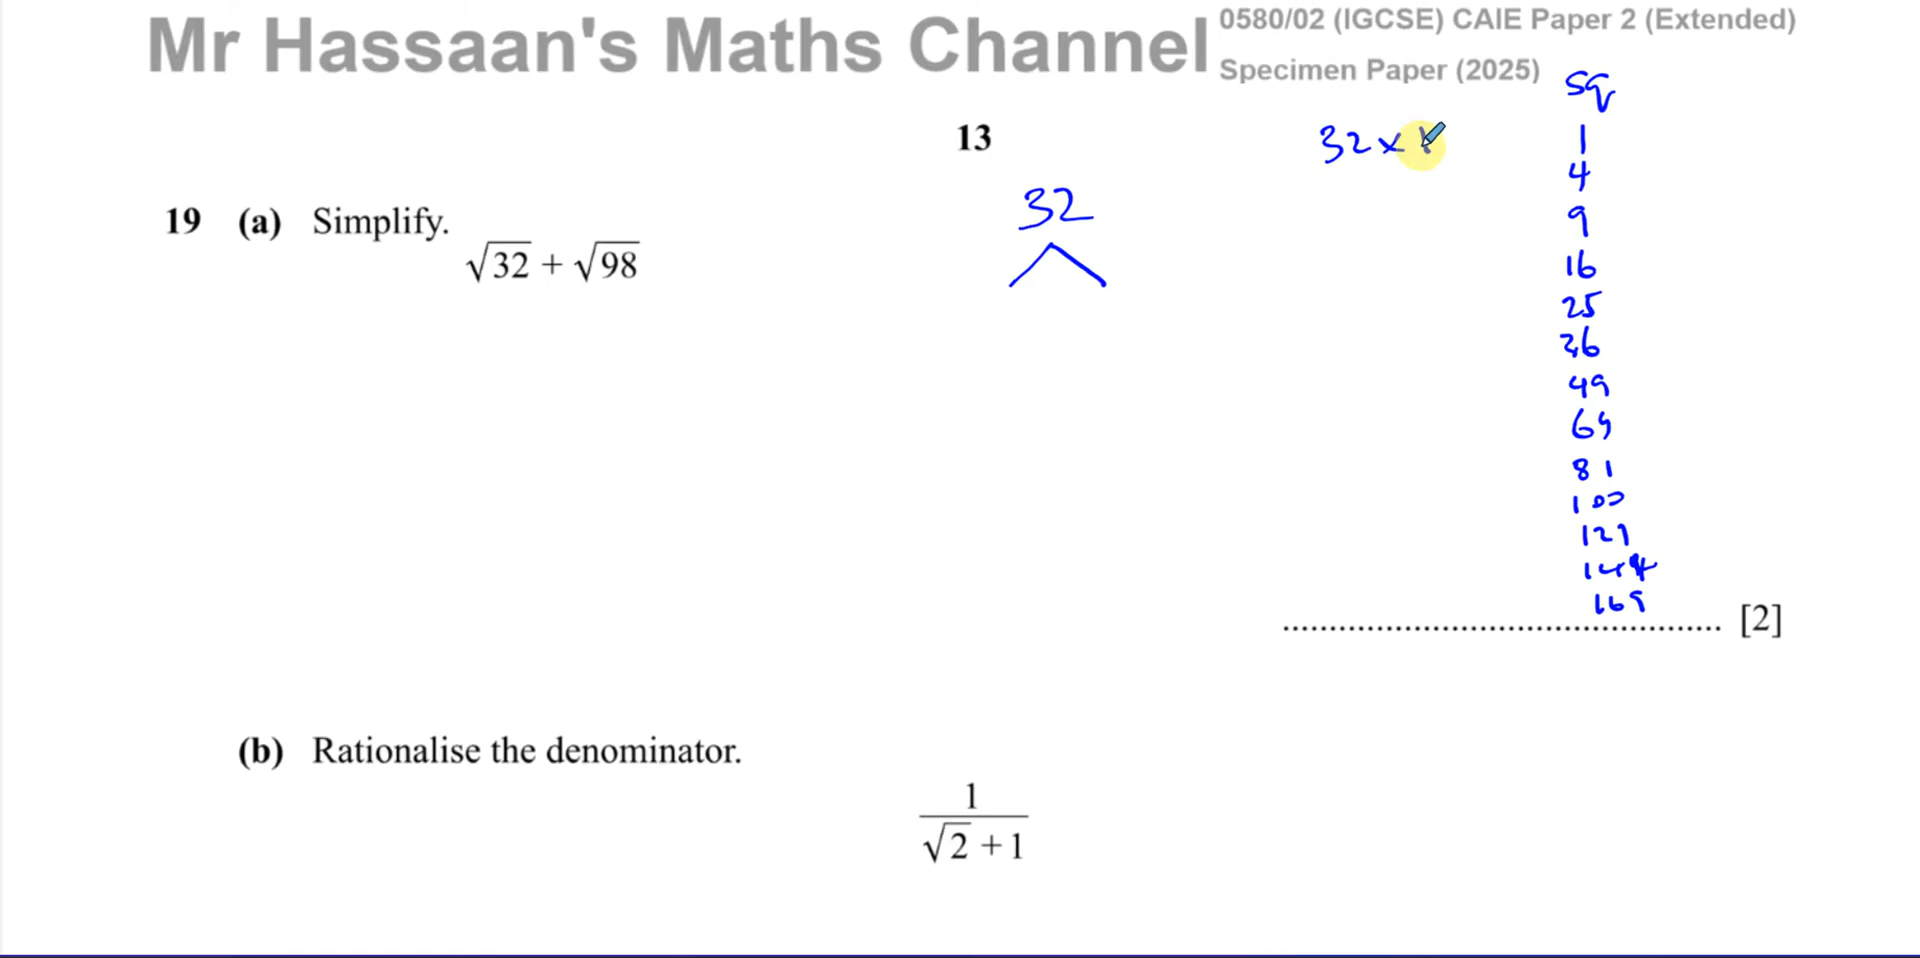 Mr Hassaan's Maths Channel
0580/02 (IGCSE) CAIE Paper 2 (Extended)
Specimen Paper (2025)
sq
13
32 ×
1
4
9
16
25
36
49
64
81
100
121
144
169
32
19 (a) Simplify.
√32 + √98
[2]
(b) Rationalise the denominator.
1
√2 + 1